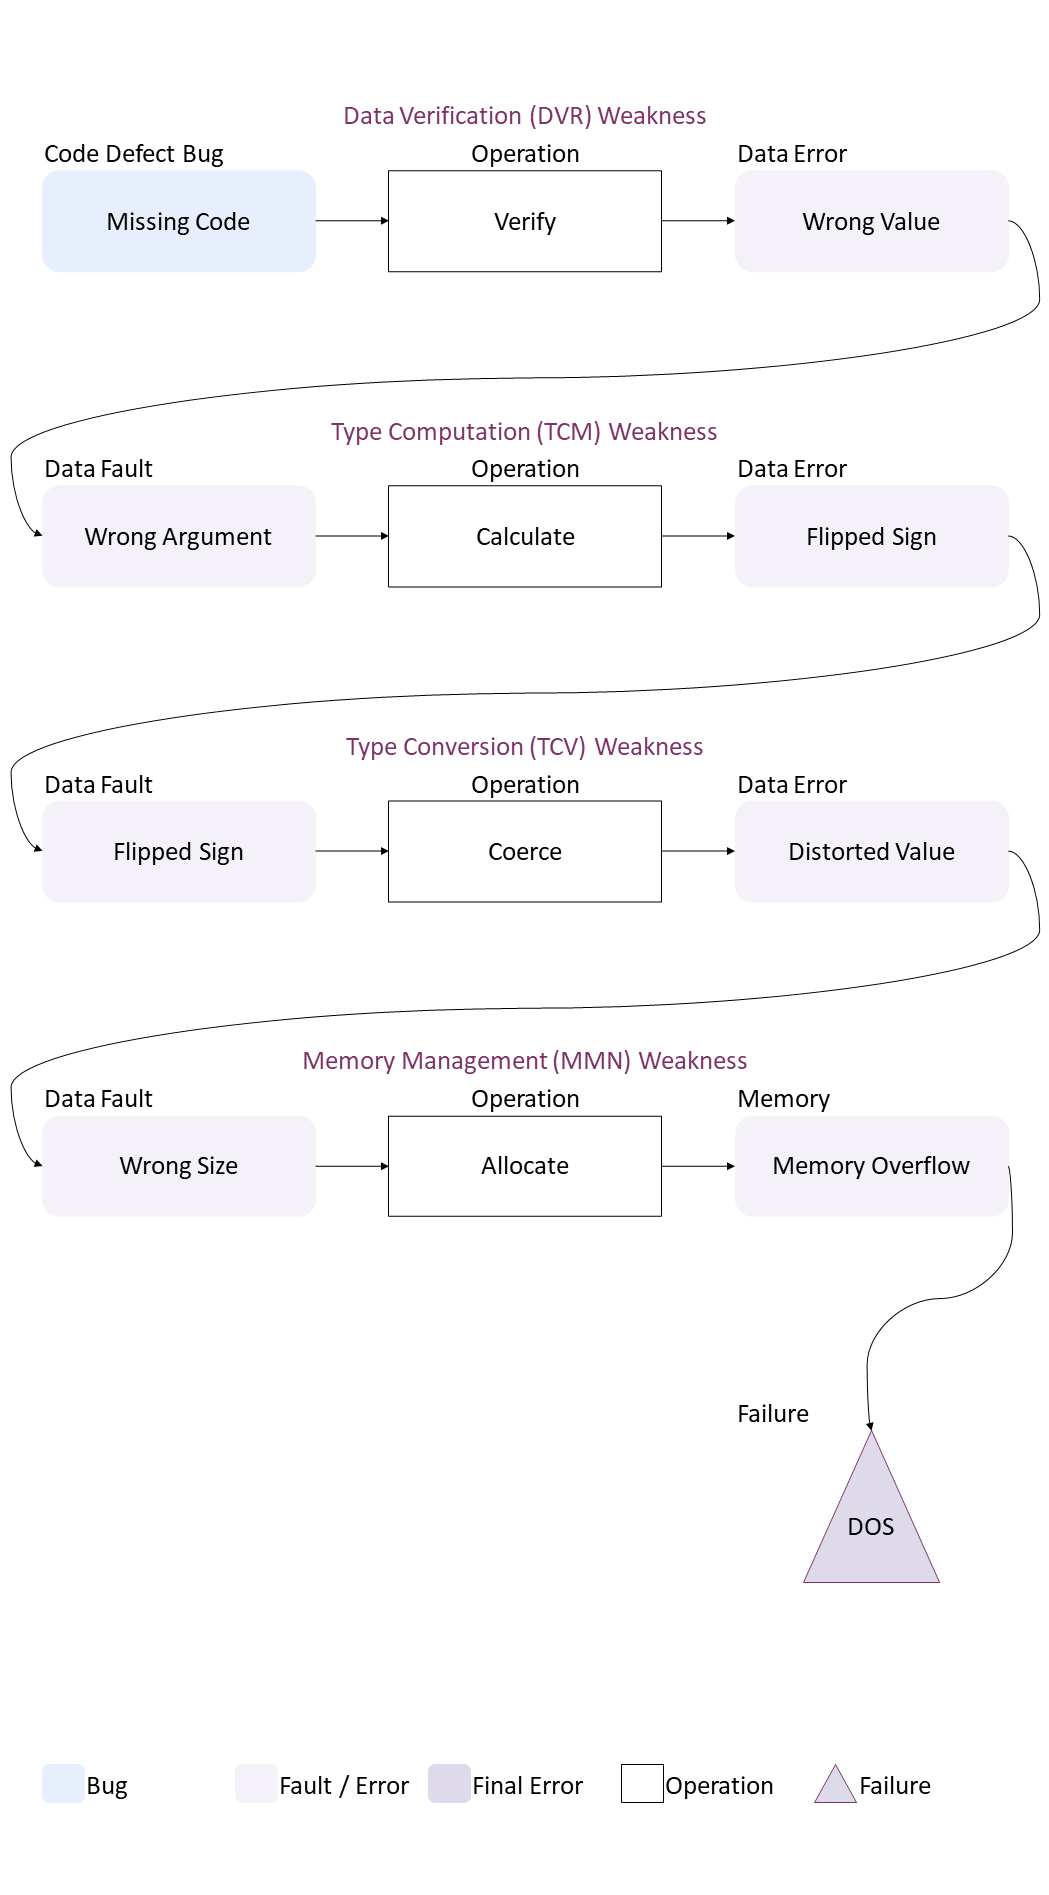 Data Verification (DVR) Weakness
Code Defect Bug
Operation
Data Error
Missing Code
Verify
Wrong Value
Type Computation (TCM) Weakness
Data Fault
Operation
Data Error
Wrong Argument
Calculate
Flipped Sign
Type Conversion (TCV) Weakness
Data Fault
Operation
Data Error
Flipped Sign
Coerce
Distorted Value
Memory Management (MMN) Weakness
Data Fault
Operation
Memory
Wrong Size
Allocate
Memory Overflow
Failure
DOS
Bug
Fault / Error
Final Error
Operation
Failure